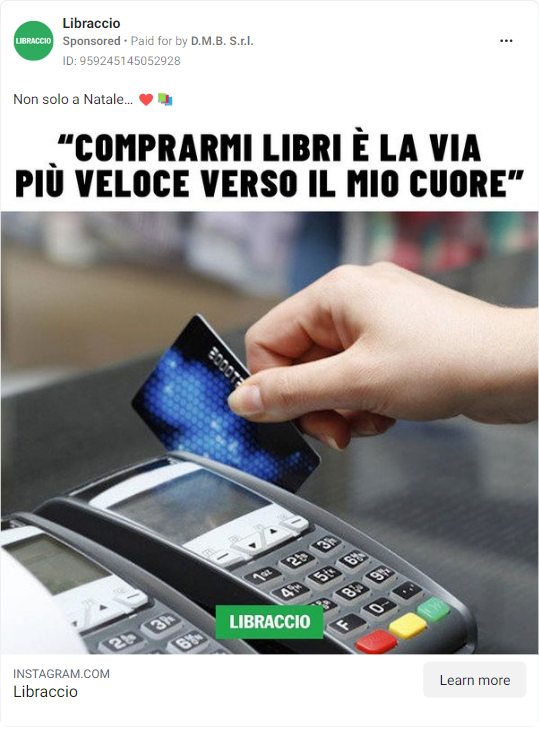 Libraccio
Sponsored • Paid for by D.M.B. S.r.l.
ID: 959245145052928
LIBRACCIO
Non solo a Natale... ❤️
“COMPRARMI LIBRI È LA VIA
PIÙ VELOCE VERSO IL MIO CUORE”
LIBRACCIO
INSTAGRAM.COM
Libraccio
Learn more